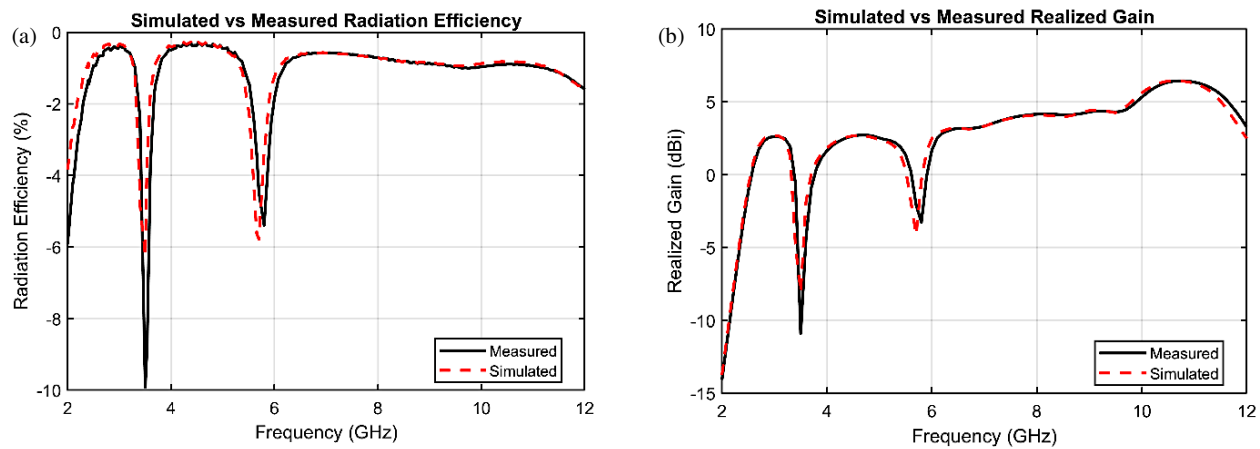 (a)
Simulated vs Measured Radiation Efficiency
Radiation Efficiency (%)
0
-2
-4
-6
-8
-10
2
4
6
8
10
12
Frequency (GHz)
Measured
Simulated
(b)
Simulated vs Measured Realized Gain
Realized Gain (dBi)
10
5
0
-5
-10
-15
2
4
6
8
10
12
Frequency (GHz)
Measured
Simulated